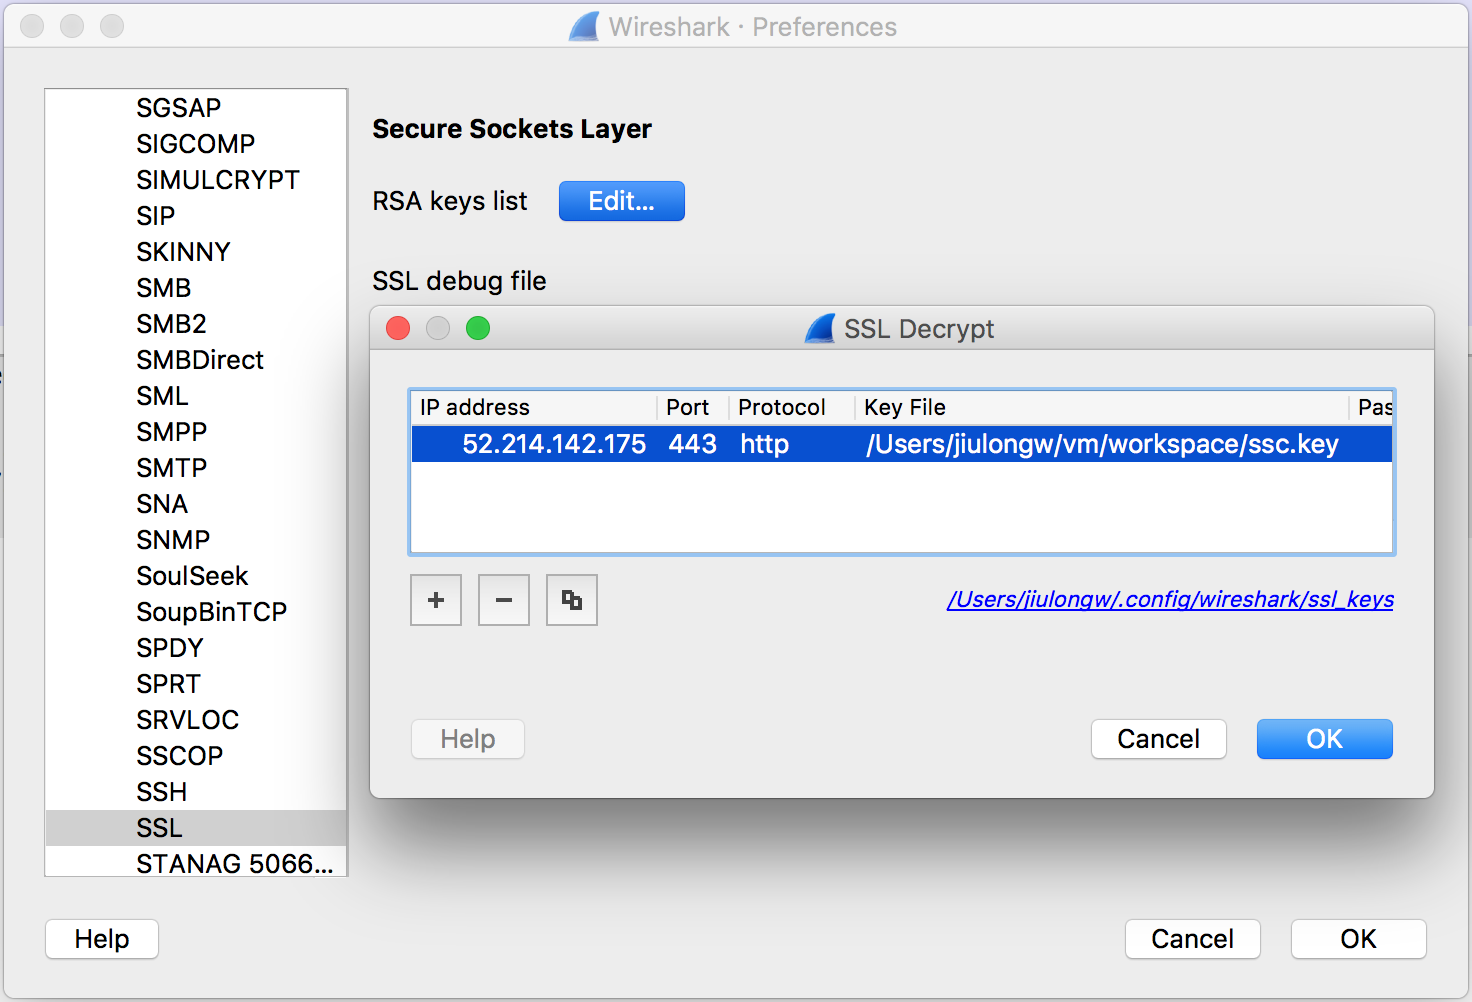 Wireshark · Preferences
SGSAP
SIGCOMP
SIMULCRYPT
SIP
SKINNY
SMB
SMB2
SMBDirect
SML
SMPP
SMTP
SNA
SNMP
SoulSeek
SoupBinTCP
SPDY
SPRT
SRVLOC
SSCOP
SSH
SSL
STANAG 5066...
Secure Sockets Layer
RSA keys list Edit...
SSL debug file
SSL Decrypt
IP address Port Protocol Key File Pas
52.214.142.175 443 http /Users/jiulongw/vm/workspace/ssc.key
+ −
/Users/jiulongw/.config/wireshark/ssl_keys
Help Cancel OK
Help Cancel OK